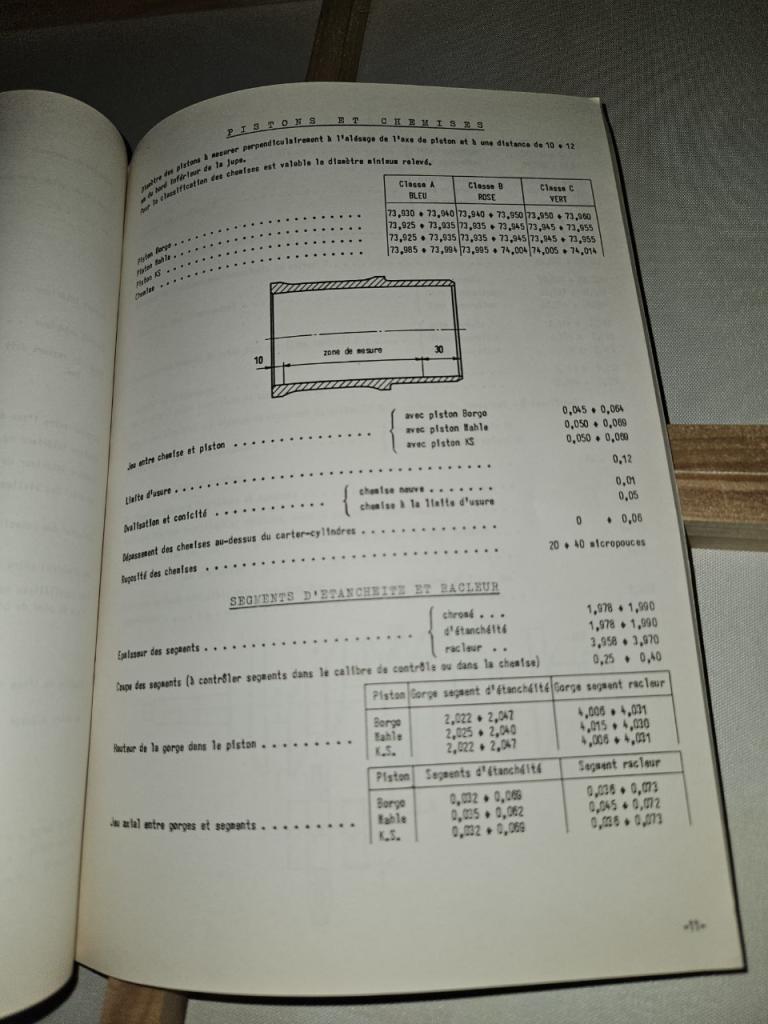 PISTONS ET CHEMISES
Diamètre des pistons à mesurer perpendiculairement à l'alésage de l'axe de piston et à une distance de 10 ÷ 12
mm du bord inférieur de la jupe.
Pour la classification des chemises est valable le diamètre minimum relevé.
Classe A Classe B Classe C
BLEU ROSE VERT
Piston Borgo . . . . . . . . . . . . . . . . . . . . 73,930 ÷ 73,940 73,940 ÷ 73,950 73,950 ÷ 73,960
Piston Mahle . . . . . . . . . . . . . . . . . . . . 73,925 ÷ 73,935 73,935 ÷ 73,945 73,945 ÷ 73,955
Piston KS . . . . . . . . . . . . . . . . . . . . 73,925 ÷ 73,935 73,935 ÷ 73,945 73,945 ÷ 73,955
Chemise . . . . . . . . . . . . . . . . . . . . 73,985 ÷ 73,994 73,995 ÷ 74,004 74,005 ÷ 74,014
10 zone de mesure 30
Jeu entre chemise et piston . . . . . . . . . . . . . .
avec piston Borgo 0,045 ÷ 0,064
avec piston Mahle 0,050 ÷ 0,069
avec piston KS 0,050 ÷ 0,069
Limite d'usure . . . . . . . . . . . . . . . . . . . . . . . . . . . . . . 0,12
Ovalisation et conicité . . . . . . . . . . . .
chemise neuve . . . . . . . 0,01
chemise à la limite d'usure 0,05
Dépassement des chemises au-dessus du carter-cylindres . . . . . . . . . . . . . . 0 ÷ 0,06
Rugosité des chemises . . . . . . . . . . . . . . . . . . . . . . . . . . . . 20 ÷ 40 micropouces
SEGMENTS D'ETANCHEITE ET RACLEUR
Epaisseur des segments . . . . . . . . . . . . . . . . . . . .
chromé . . . 1,978 ÷ 1,990
d'étanchéité 1,978 ÷ 1,990
racleur . . 3,958 ÷ 3,970
Coupe des segments (à contrôler segments dans le calibre de contrôle ou dans la chemise) 0,25 ÷ 0,40
Piston Gorge segment d'étanchéité Gorge segment racleur
Hauteur de la gorge dans le piston . . . . . . . . .
Borgo 2,022 ÷ 2,047 4,006 ÷ 4,031
Mahle 2,025 ÷ 2,040 4,015 ÷ 4,030
K.S. 2,022 ÷ 2,047 4,006 ÷ 4,031
Piston Segments d'étanchéité Segment racleur
Jeu axial entre gorges et segments . . . . . . . . .
Borgo 0,032 ÷ 0,069 0,036 ÷ 0,073
Mahle 0,035 ÷ 0,062 0,045 ÷ 0,072
K.S. 0,032 ÷ 0,069 0,036 ÷ 0,073
-11-